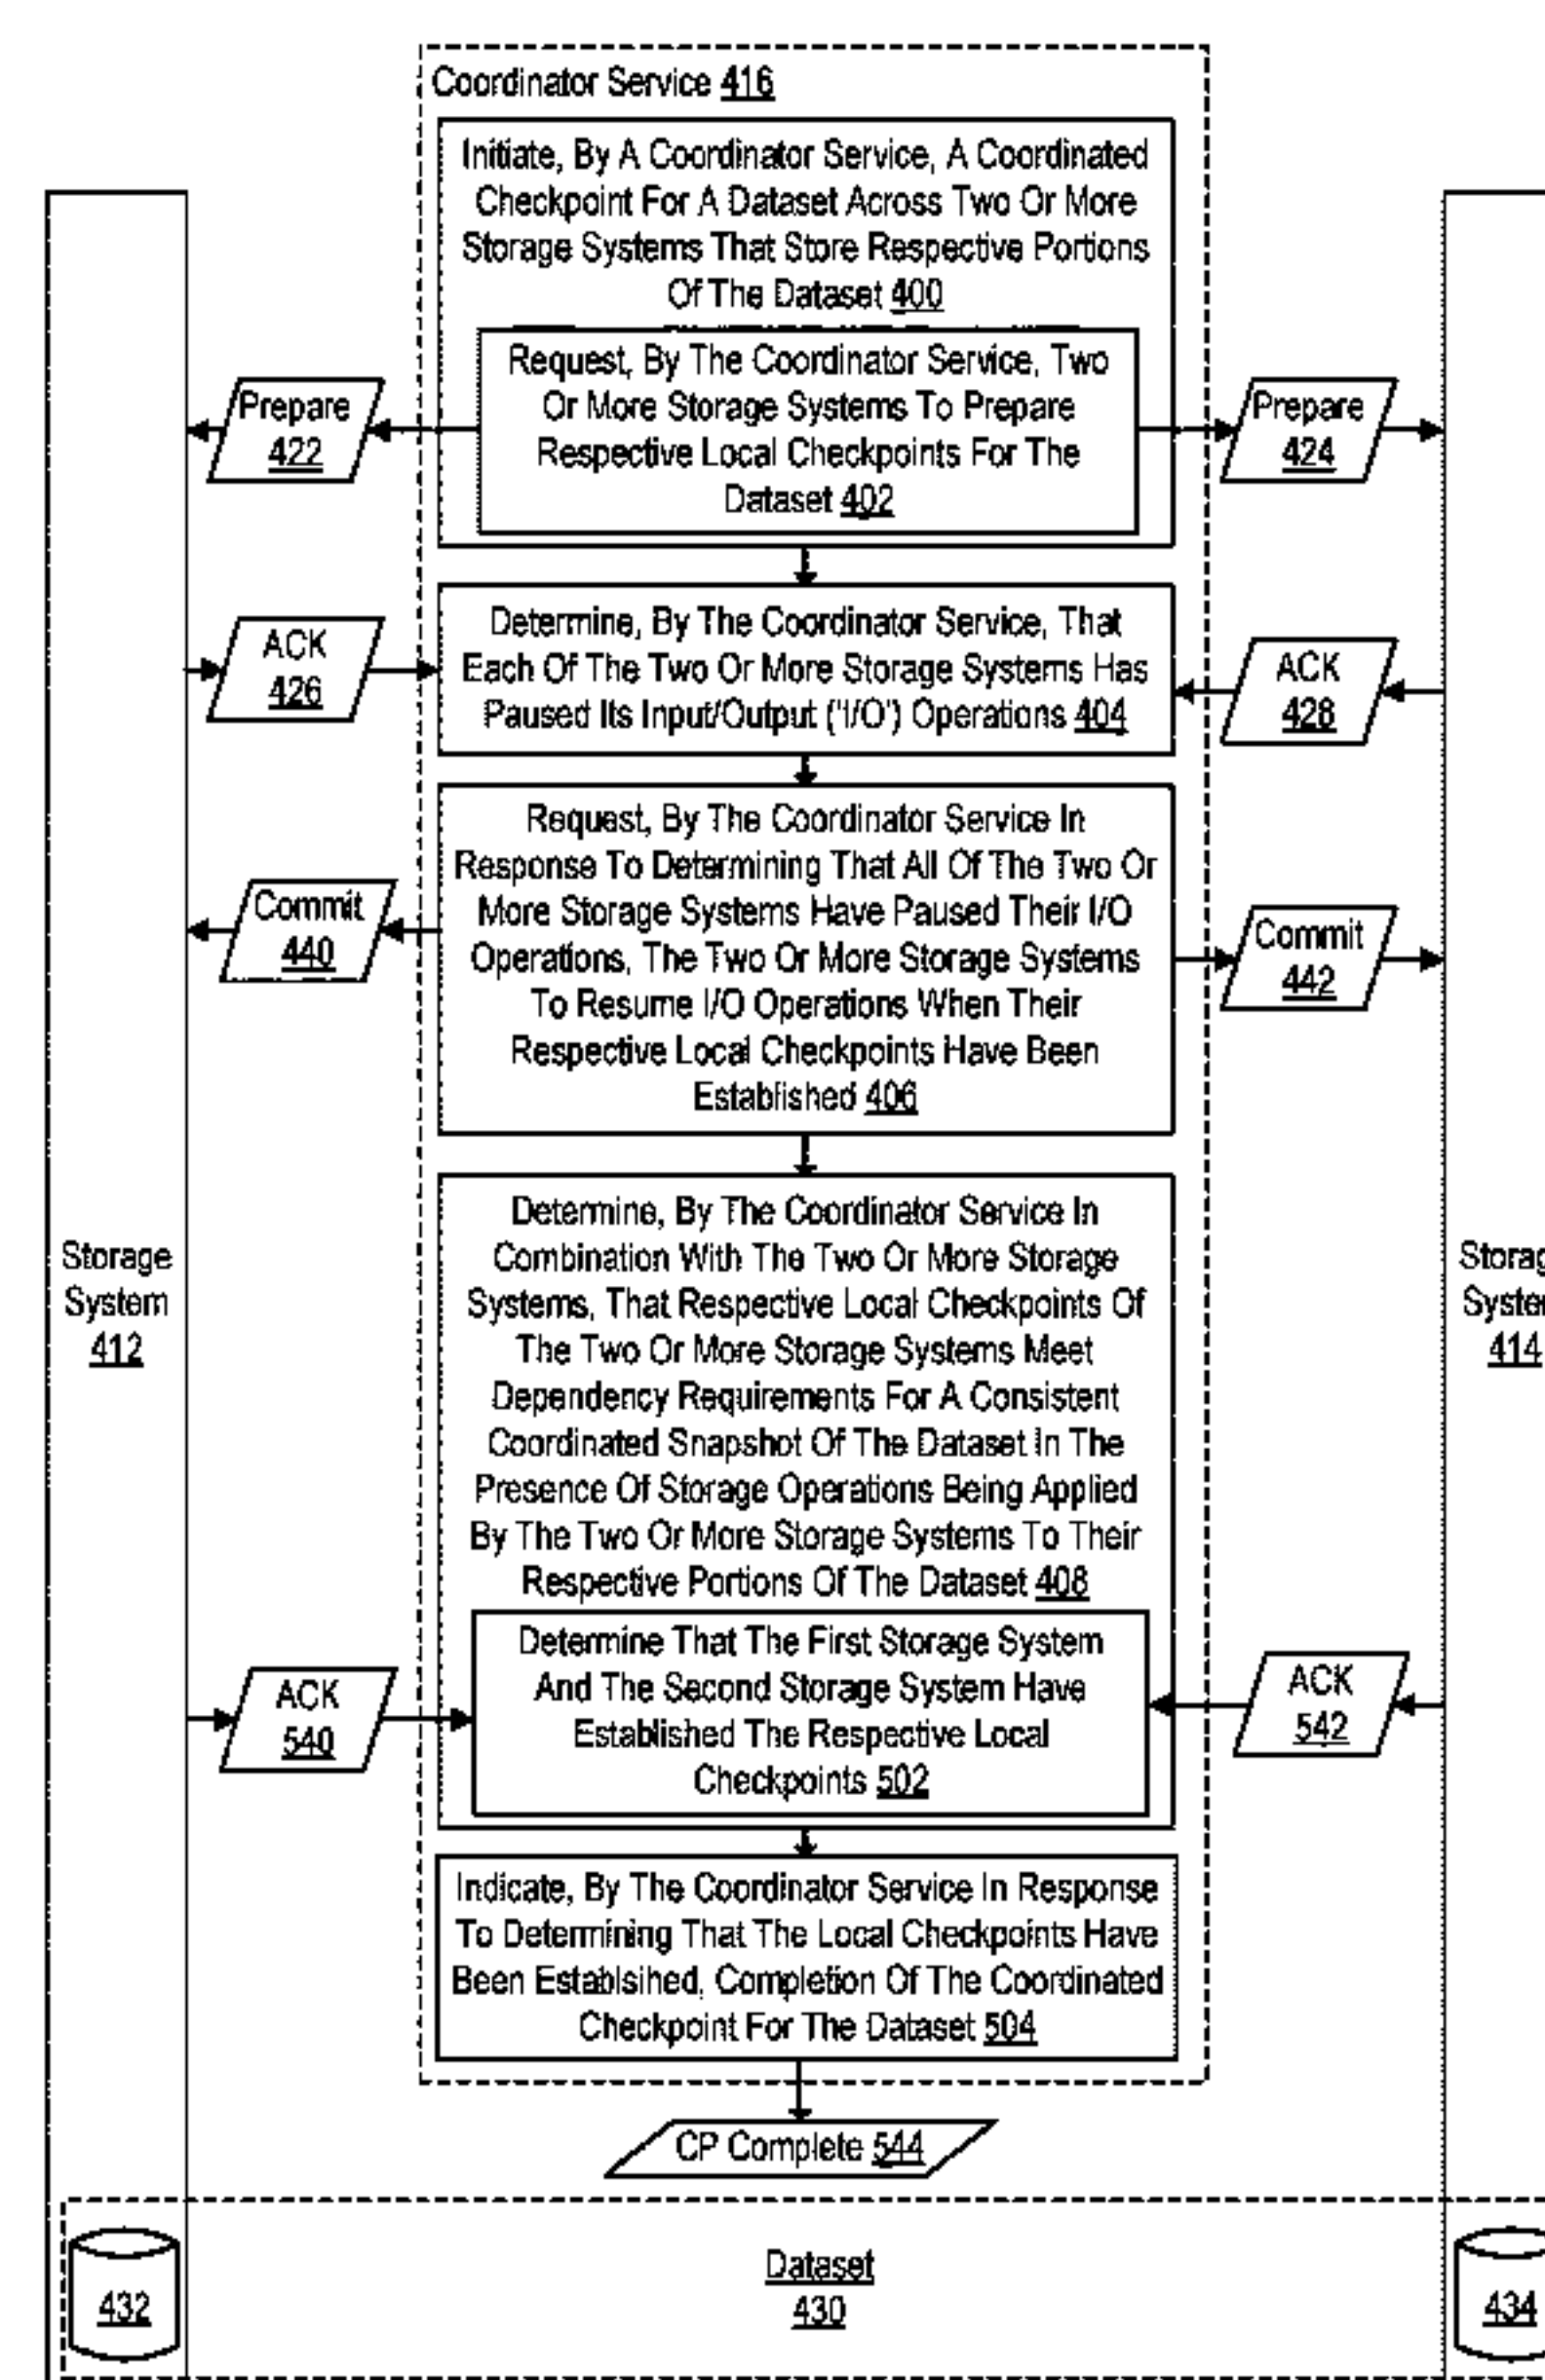 Coordinator Service 416
Initiate, By A Coordinator Service, A Coordinated
Checkpoint For A Dataset Across Two Or More
Storage Systems That Store Respective Portions
Of The Dataset 400
Request, By The Coordinator Service, Two
Or More Storage Systems To Prepare
Respective Local Checkpoints For The
Dataset 402
Prepare
422
Prepare
424
ACK
426
Determine, By The Coordinator Service, That
Each Of The Two Or More Storage Systems Has
Paused Its Input/Output ("I/O") Operations 404
ACK
428
Request, By The Coordinator Service In
Response To Determining That All Of The Two Or
More Storage Systems Have Paused Their I/O
Operations, The Two Or More Storage Systems
To Resume I/O Operations When Their
Respective Local Checkpoints Have Been
Established 406
Commit
440
Commit
442
Storage
System
412
Determine, By The Coordinator Service In
Combination With The Two Or More Storage
Systems, That Respective Local Checkpoints Of
The Two Or More Storage Systems Meet
Dependency Requirements For A Consistent
Coordinated Snapshot Of The Dataset In The
Presence Of Storage Operations Being Applied
By The Two Or More Storage Systems To Their
Respective Portions Of The Dataset 408
Storag
System
414
Determine That The First Storage System
And The Second Storage System Have
Established The Respective Local
Checkpoints 502
ACK
540
ACK
542
Indicate, By The Coordinator Service In Response
To Determining That The Local Checkpoints Have
Been Establsihed, Completion Of The Coordinated
Checkpoint For The Dataset 504
CP Complete 544
432
Dataset
430
434